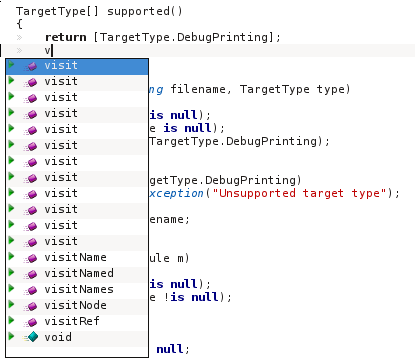 TargetType[] supported()
{
» return [TargetType.DebugPrinting];
» v
visit
visit
visit
visit
visit
visit
visit
visit
visit
visit
visit
visit
visitName
visitNamed
visitNames
visitNode
visitRef
void
ng filename, TargetType type)
is null);
e is null);
TargetType.DebugPrinting);
getType.DebugPrinting)
xception("Unsupported target type");
ename;
ule m)
is null);
e !is null);
null;